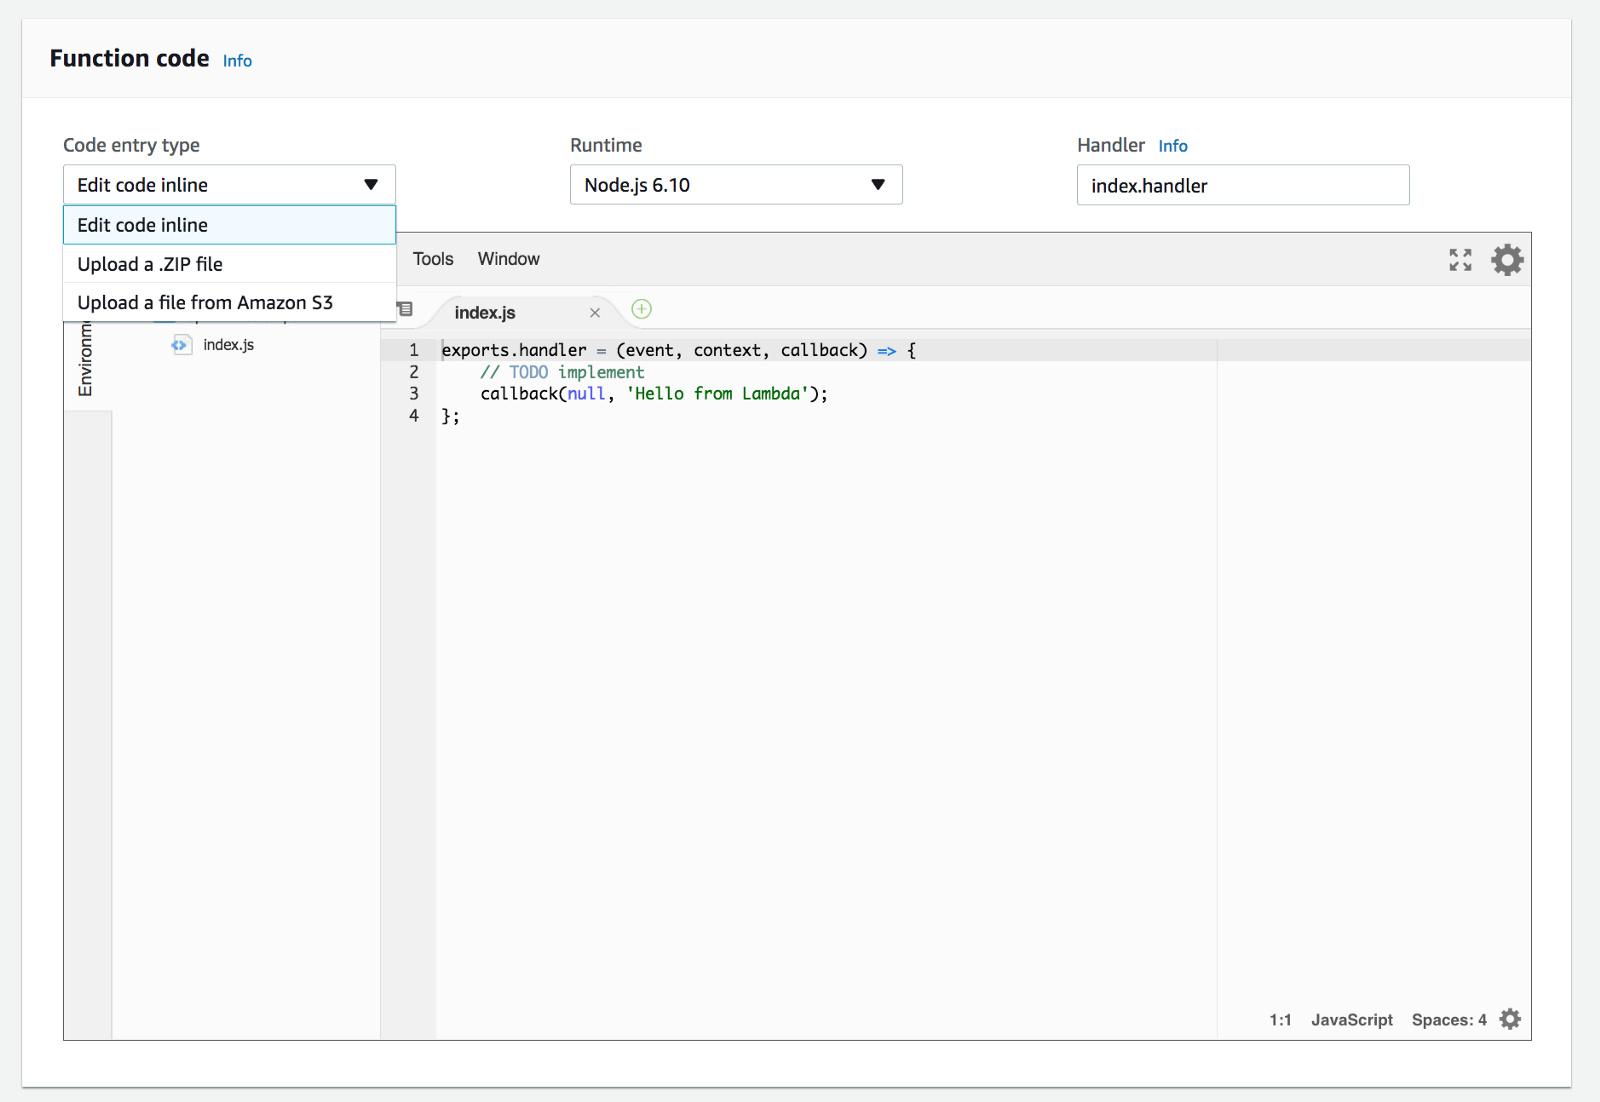 Function code Info
Code entry type Runtime Handler Info
Edit code inline Node.js 6.10 index.handler
Edit code inline
Upload a .ZIP file Tools Window
Upload a file from Amazon S3 index.js
index.js
1 exports.handler = (event, context, callback) => {
2 // TODO implement
3 callback(null, 'Hello from Lambda');
4 };
1:1 JavaScript Spaces: 4